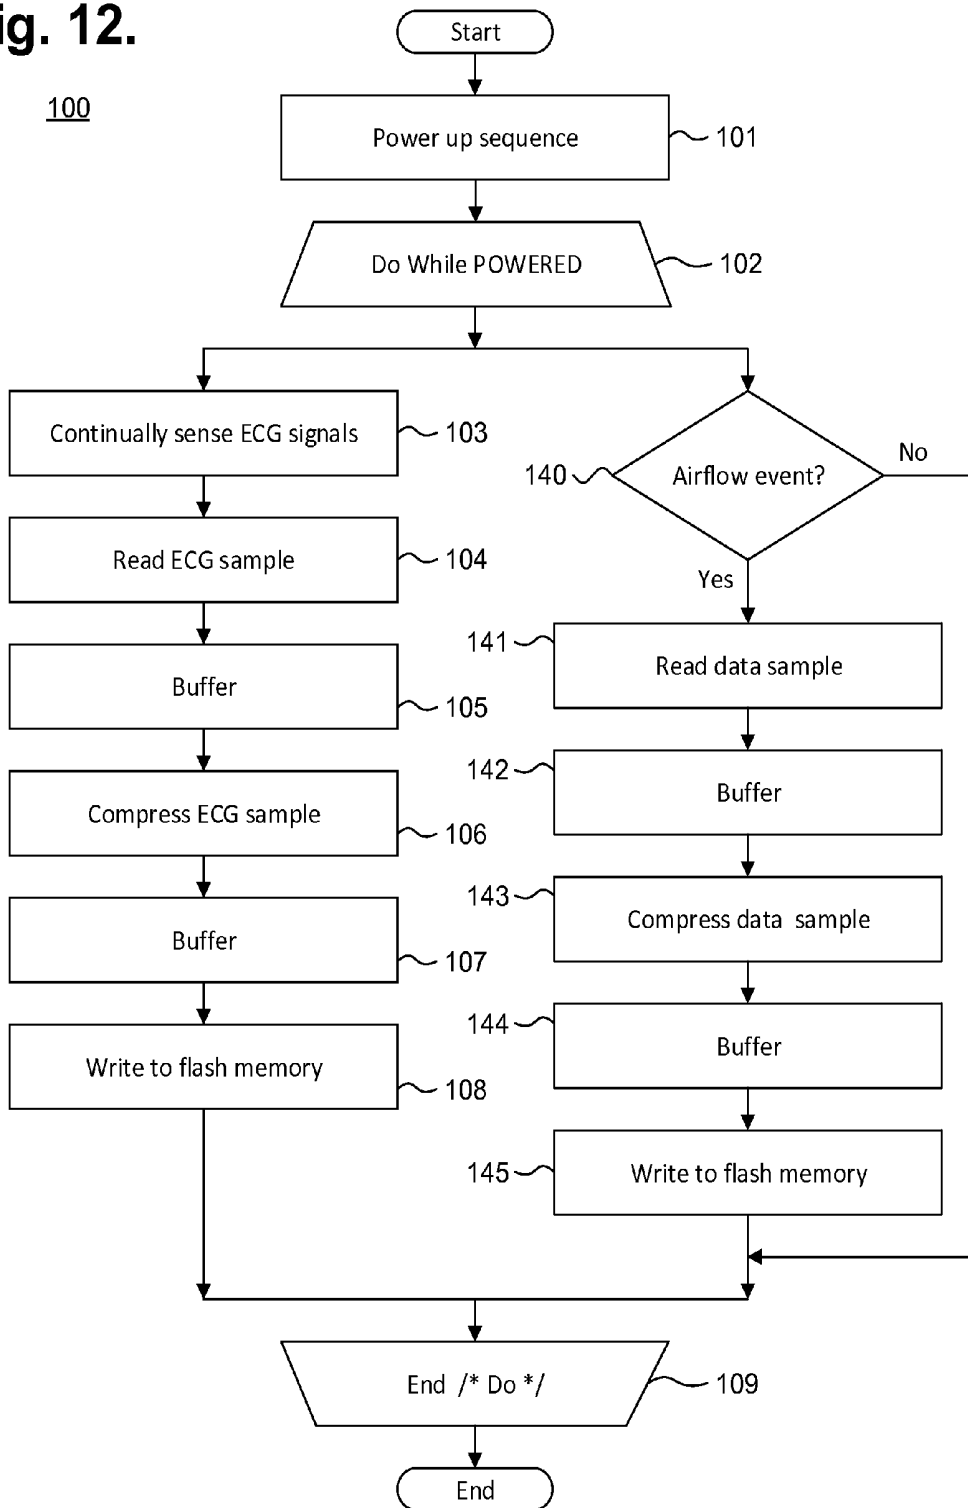 ig. 12.
100
Start
Power up sequence
101
Do While POWERED
102
Continually sense ECG signals
103
Read ECG sample
104
Buffer
105
Compress ECG sample
106
Buffer
107
Write to flash memory
108
140
Airflow event?
No
Yes
141
Read data sample
142
Buffer
143
Compress data sample
144
Buffer
145
Write to flash memory
End /* Do */
109
End